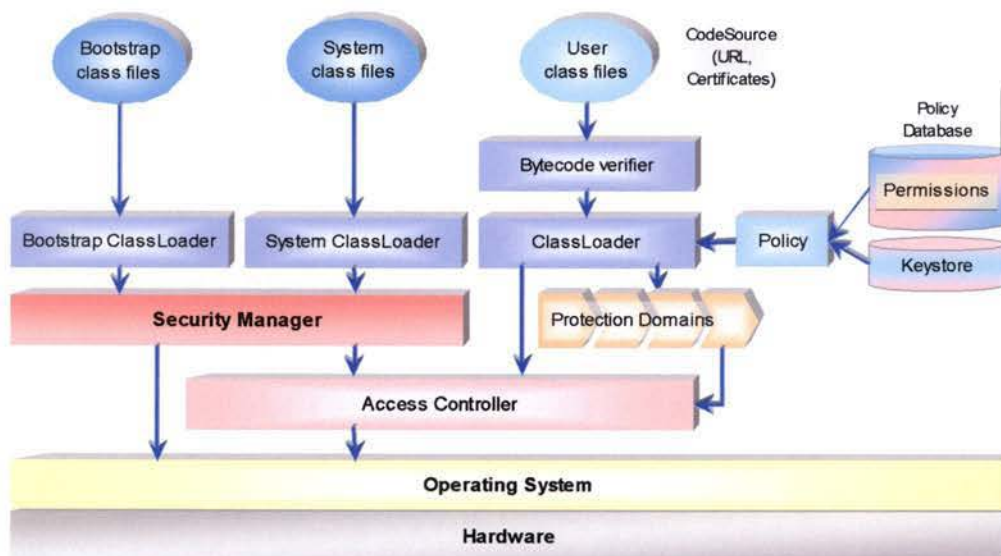 Bootstrap
class files
System
class files
User
class files
CodeSource
(URL,
Certificates)
Policy
Database
Bytecode verifier
Permissions
Bootstrap ClassLoader
System ClassLoader
ClassLoader
Policy
Keystore
Security Manager
Protection Domains
Access Controller
Operating System
Hardware